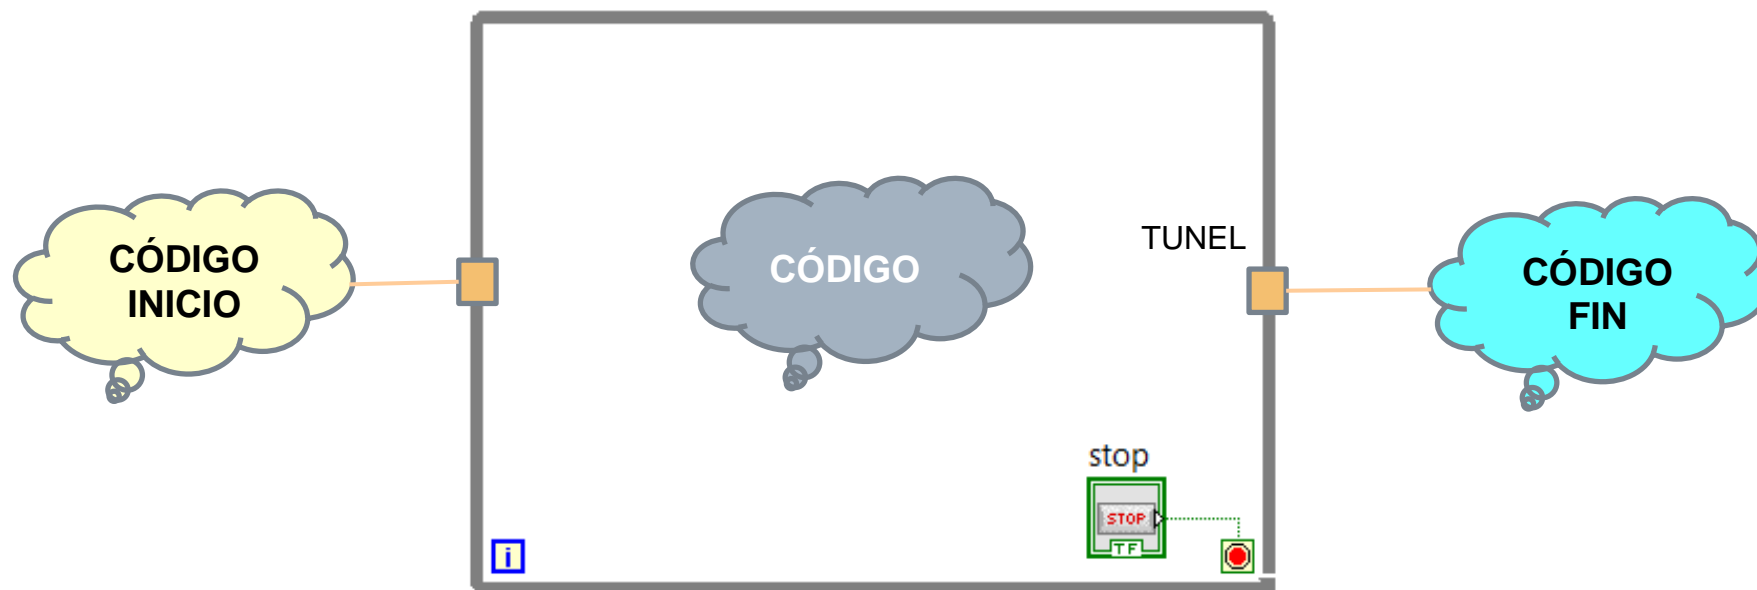 CÓDIGO
INICIO
CÓDIGO
TUNEL
CÓDIGO
FIN
stop
STOP
TF
i